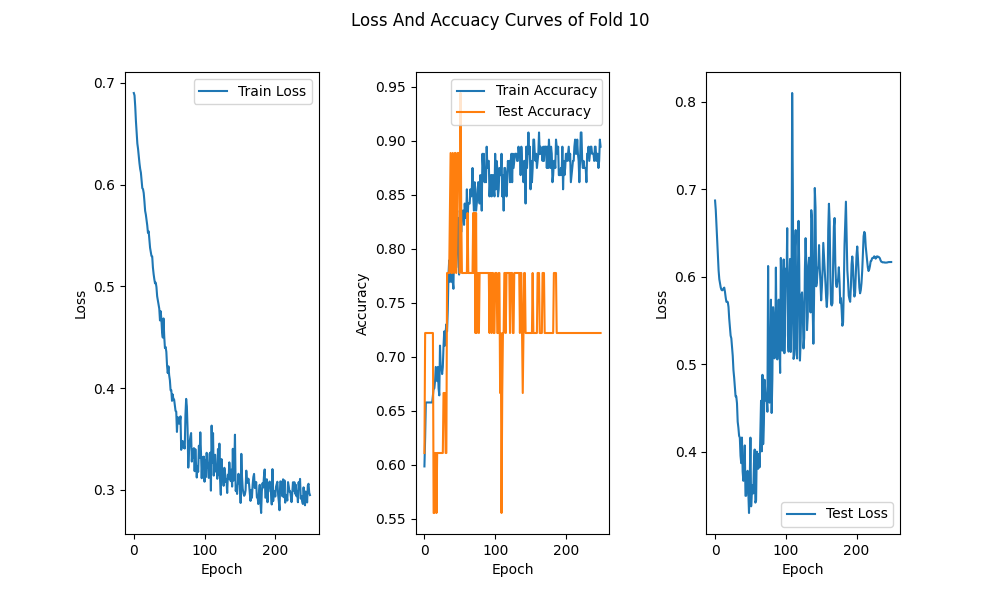 Loss And Accuacy Curves of Fold 10
0.7
0.6
0.5
0.4
0.3
Loss
0
100
200
Epoch
Train Loss
0.95
0.90
0.85
0.80
0.75
0.70
0.65
0.60
0.55
Accuracy
0
100
200
Epoch
Train Accuracy
Test Accuracy
0.8
0.7
0.6
0.5
0.4
Loss
0
100
200
Epoch
Test Loss